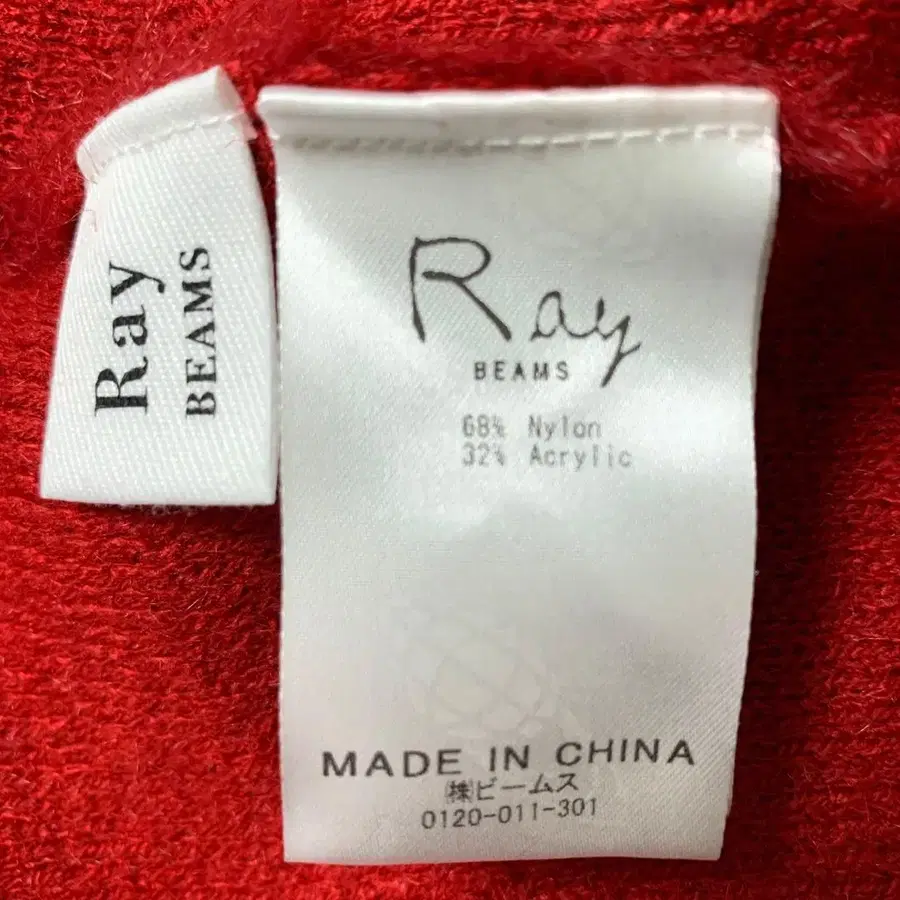 Ray
BEAMS
Ray
BEAMS
68% Nylon
32% Acrylic
MADE IN CHINA
㈱ビームス
0120-011-301